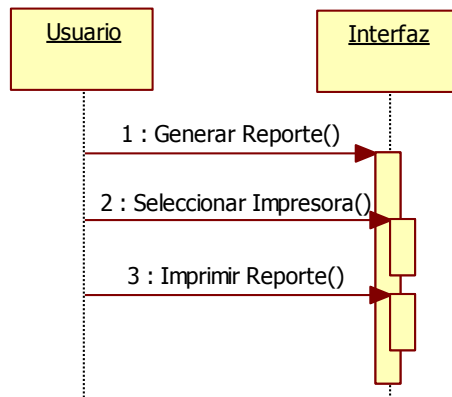 Usuario
Interfaz
1 : Generar Reporte()
2 : Seleccionar Impresora()
3 : Imprimir Reporte()